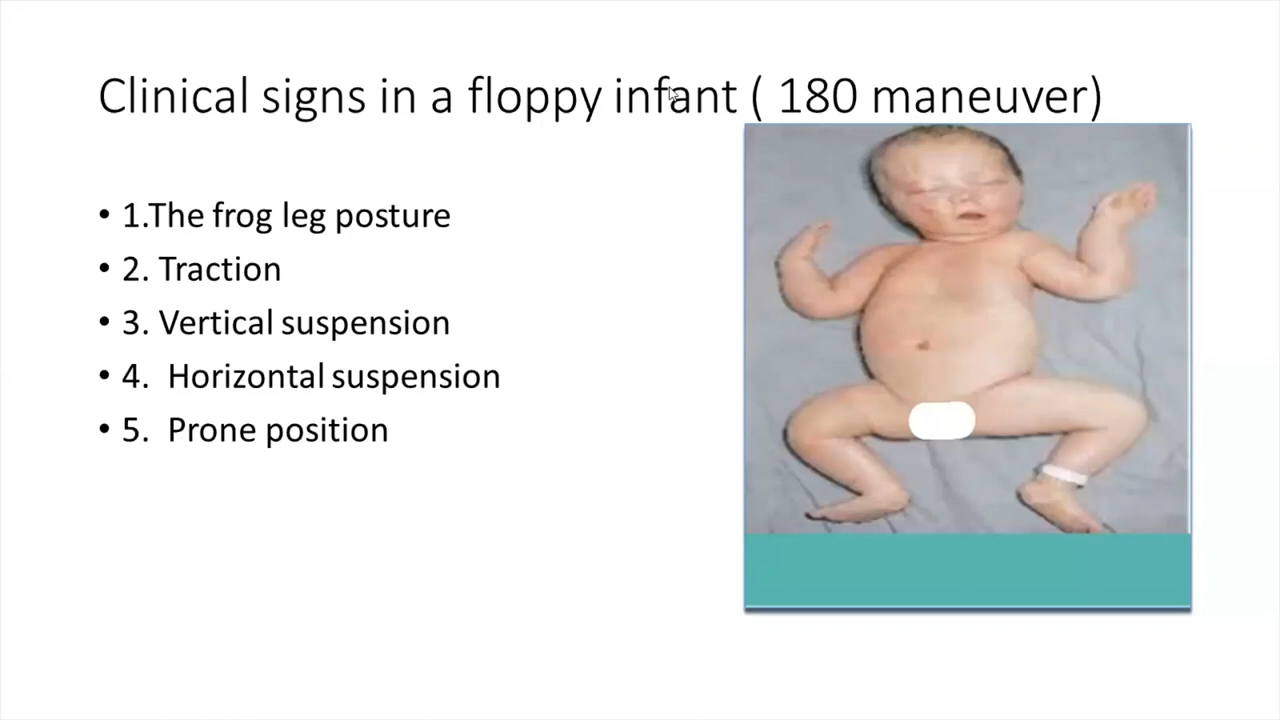 Clinical signs in a floppy infant ( 180 maneuver)
• 1.The frog leg posture
• 2. Traction
• 3. Vertical suspension
• 4. Horizontal suspension
• 5. Prone position